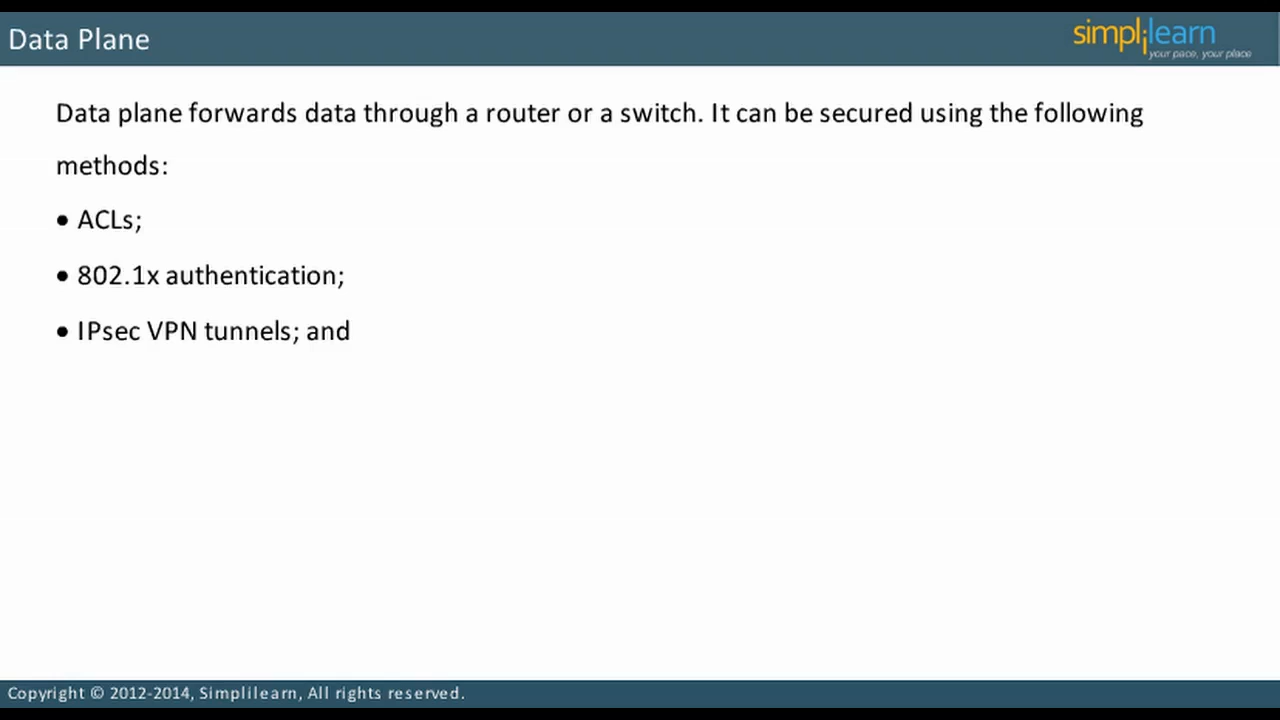 Data Plane
simplilearn
your pace, your place
Data plane forwards data through a router or a switch. It can be secured using the following
methods:
• ACLs;
• 802.1x authentication;
• IPsec VPN tunnels; and
Copyright © 2012-2014, Simplilearn, All rights reserved.